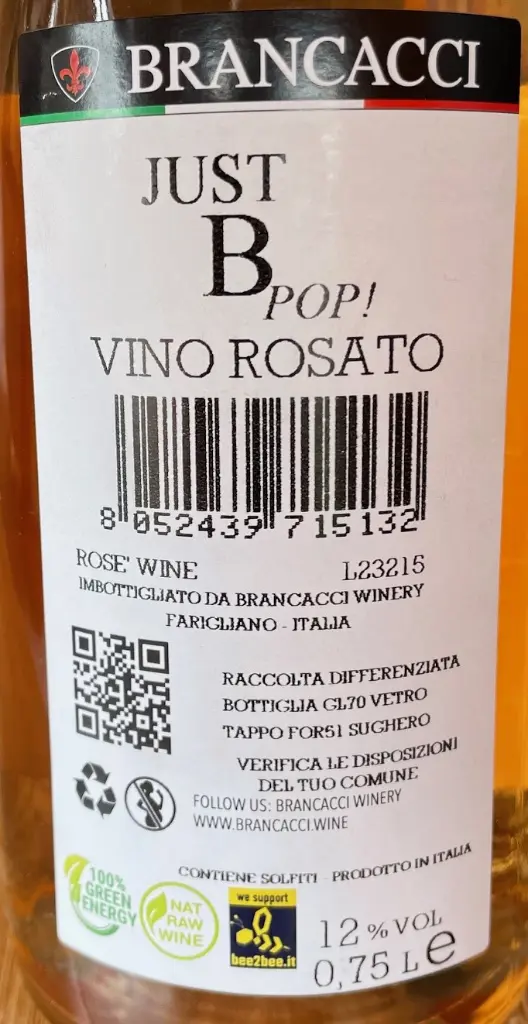 BRANCACCI
JUST
B
POP!
VINO ROSATO
8 052439 715132
ROSE' WINE L23215
IMBOTTIGLIATO DA BRANCACCI WINERY
FARIGLIANO - ITALIA
RACCOLTA DIFFERENZIATA
BOTTIGLIA GL70 VETRO
TAPPO FOR51 SUGHERO
VERIFICA LE DISPOSIZIONI
DEL TUO COMUNE
FOLLOW US: BRANCACCI WINERY
WWW.BRANCACCI.WINE
CONTIENE SOLFITI - PRODOTTO IN ITALIA
100%
GREEN
ENERGY
NAT
RAW
WINE
we support
bee2bee.it
12 % VOL
0,75 L e